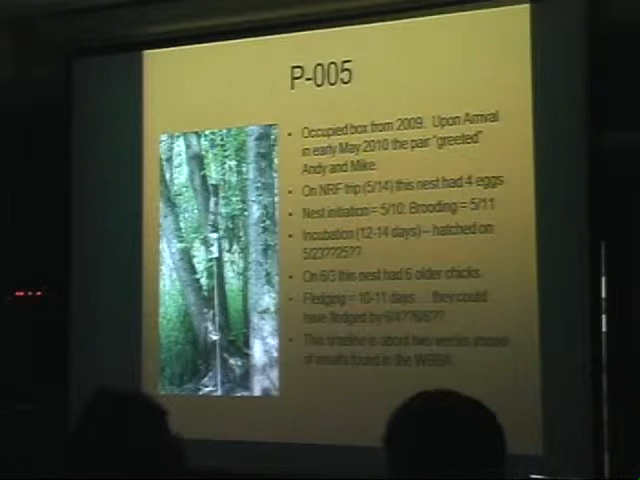 P-005
• Occupied box from 2009. Upon Arrival
in early May 2010 the pair "greeted"
Andy and Mike.
• On NRF trip (5/14) this nest had 4 eggs
• Nest initiation = 5/10: Brooding = 5/11
• Incubation (12-14 days) – hatched on
5/23??25??
• On 6/3 this nest had 6 older chicks.
• Fledging = 10-11 days ... they could
have fledged by
• This timeline is about two weeks ahead
of results found in the